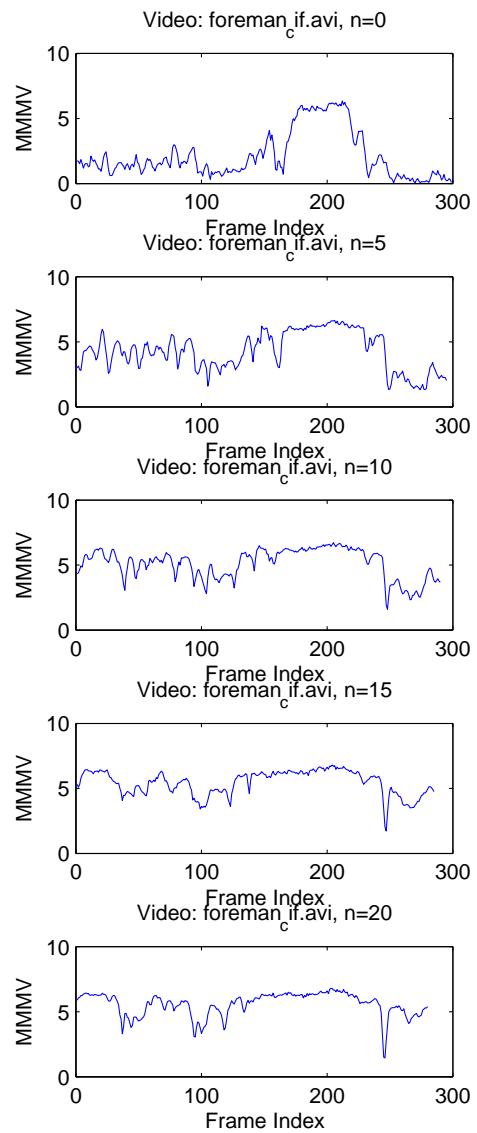 Video: foreman_cif.avi, n=0
10
5
0
MMMV
0 100 200 300
Frame Index
Video: foreman_cif.avi, n=5
10
5
0
MMMV
0 100 200 300
Frame Index
Video: foreman_cif.avi, n=10
10
5
0
MMMV
0 100 200 300
Frame Index
Video: foreman_cif.avi, n=15
10
5
0
MMMV
0 100 200 300
Frame Index
Video: foreman_cif.avi, n=20
10
5
0
MMMV
0 100 200 300
Frame Index